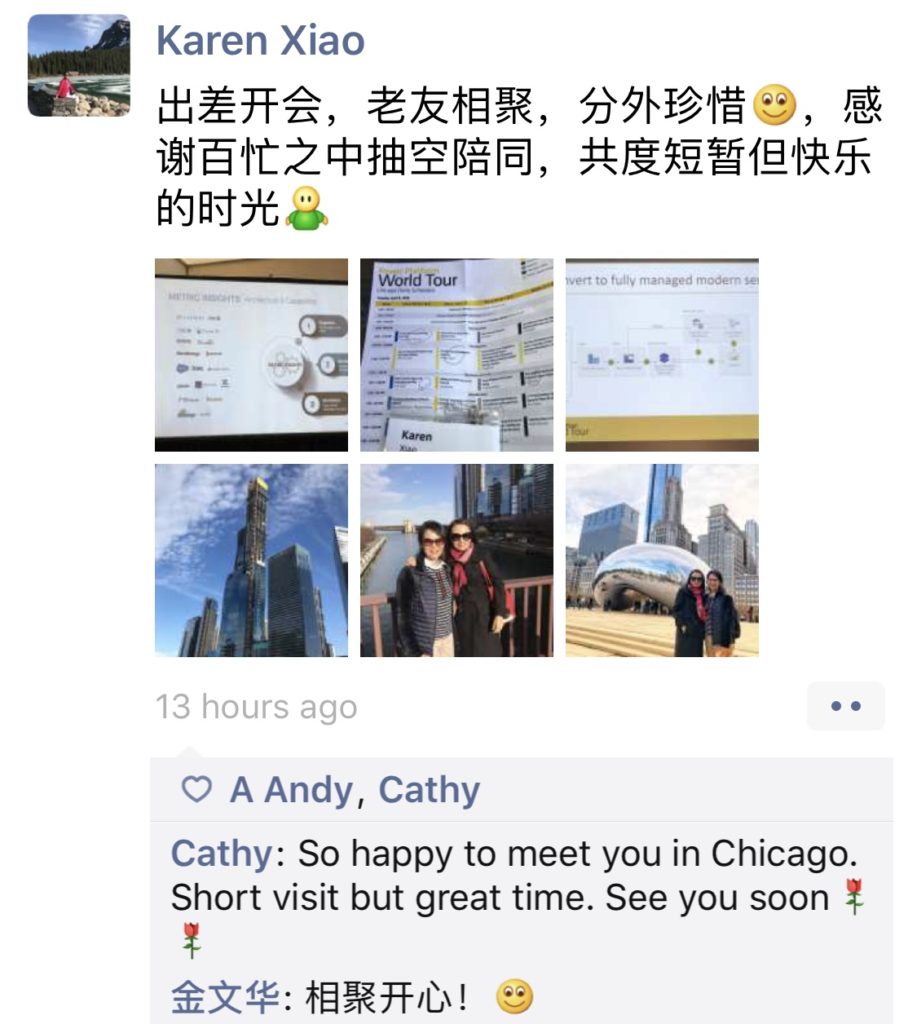 Karen Xiao
出差开会，老友相聚，分外珍惜，感
谢百忙之中抽空陪同，共度短暂但快乐
的时光
METRIC INSIGHTS
Power Platform
World Tour
Karen
Xiao
nvert to fully managed modern se
Tour
13 hours ago
A Andy, Cathy
Cathy: So happy to meet you in Chicago.
Short visit but great time. See you soon
金文华: 相聚开心！